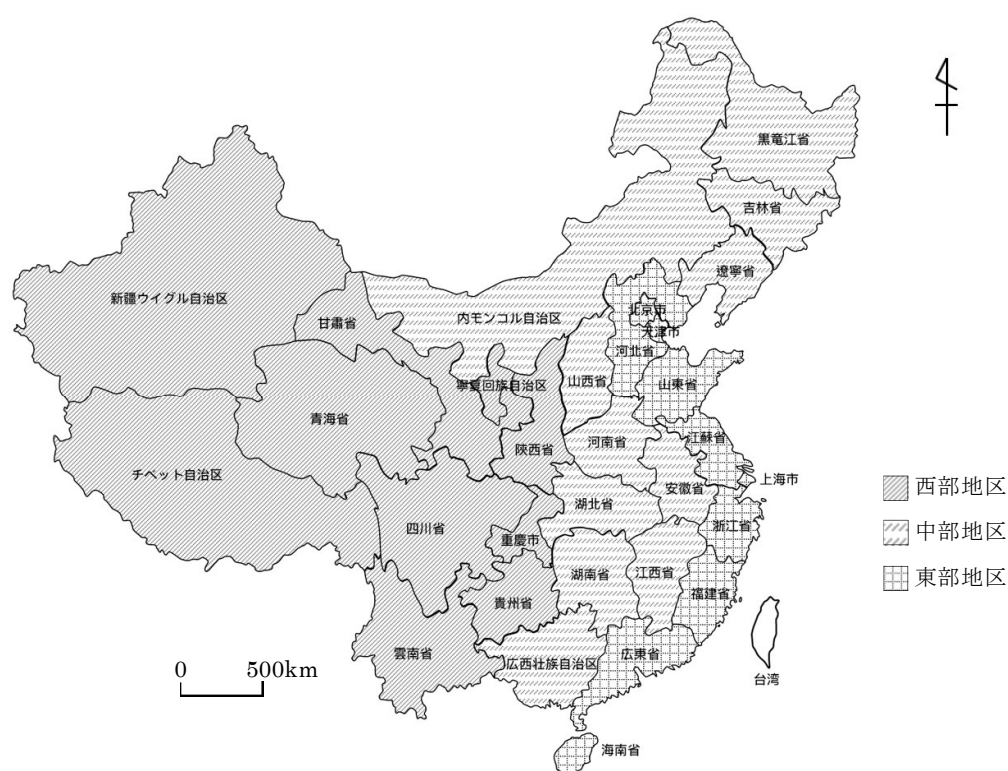 黒竜江省
吉林省
遼寧省
新疆ウイグル自治区
甘粛省
内モンコル自治区
北京市
天津市
河北省
山西省
山東省
寧夏回族自治区
青海省
陝西省
河南省
江蘇省
チベット自治区
上海市
安徽省
四川省
湖北省
浙江省
重慶市
湖南省
江西省
福建省
貴州省
雲南省
広西壮族自治区
広東省
台湾
海南省
0 500km
西部地区
中部地区
東部地区